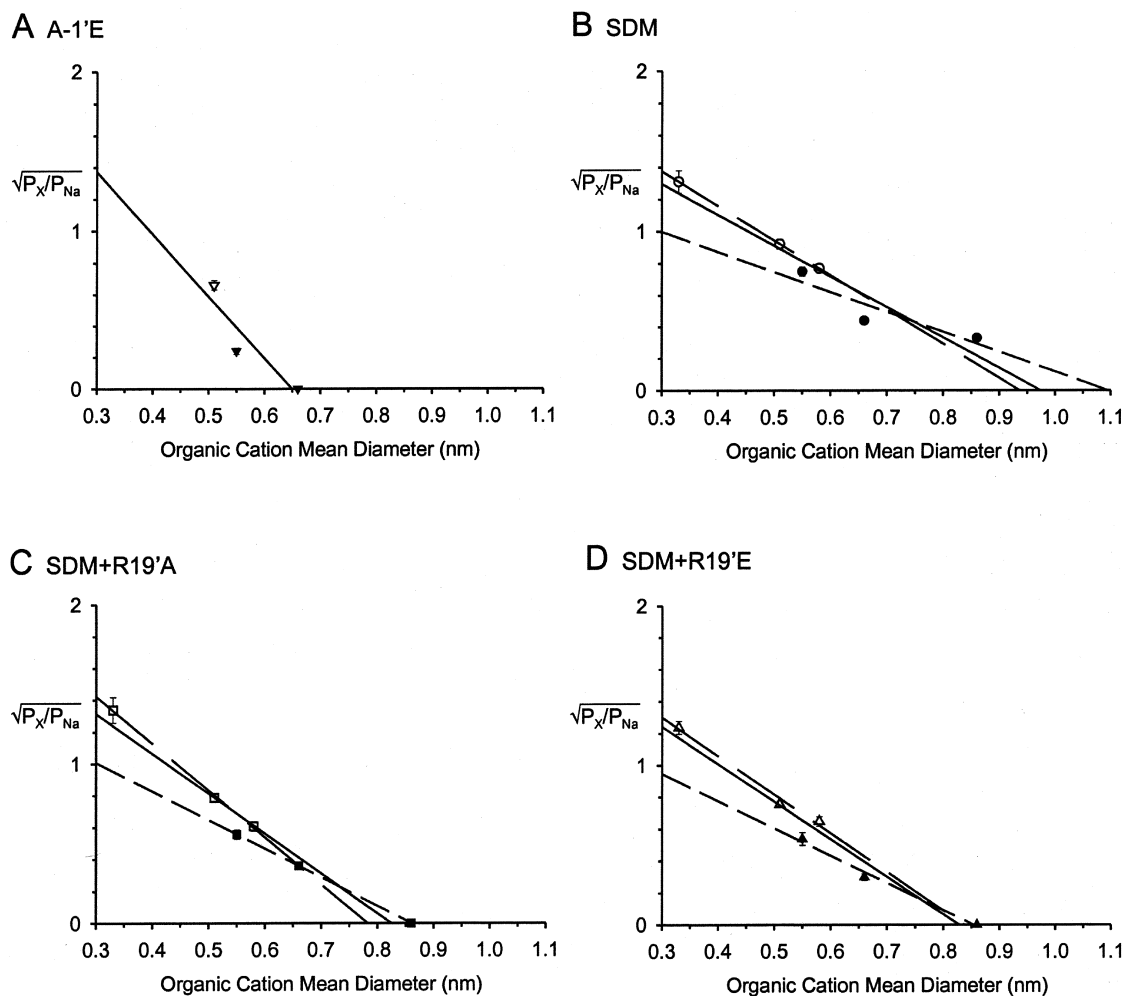 A A-1'E
2
√PX/PNa
1
0
0.3 0.4 0.5 0.6 0.7 0.8 0.9 1.0 1.1
Organic Cation Mean Diameter (nm)
B SDM
2
√PX/PNa
1
0
0.3 0.4 0.5 0.6 0.7 0.8 0.9 1.0 1.1
Organic Cation Mean Diameter (nm)
C SDM+R19'A
2
√PX/PNa
1
0
0.3 0.4 0.5 0.6 0.7 0.8 0.9 1.0 1.1
Organic Cation Mean Diameter (nm)
D SDM+R19'E
2
√PX/PNa
1
0
0.3 0.4 0.5 0.6 0.7 0.8 0.9 1.0 1.1
Organic Cation Mean Diameter (nm)